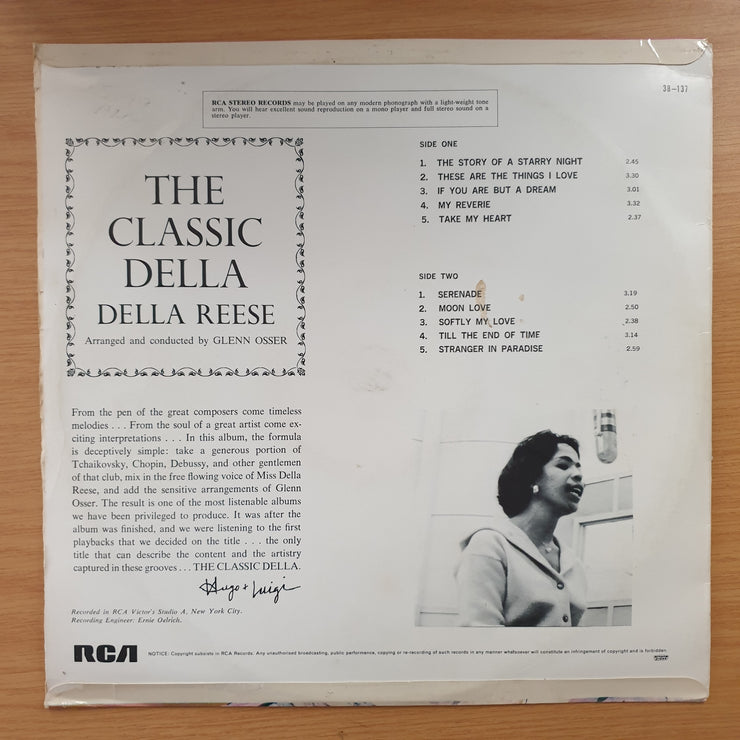 38-137
RCA STEREO RECORDS may be played on any modern phonograph with a light-weight tone
arm. You will hear excellent sound reproduction on a mono player and full stereo sound on a
stereo player.
THE
CLASSIC
DELLA
DELLA REESE
Arranged and conducted by GLENN OSSER
SIDE ONE
1. THE STORY OF A STARRY NIGHT 2.45
2. THESE ARE THE THINGS I LOVE 3.30
3. IF YOU ARE BUT A DREAM 3.01
4. MY REVERIE 3.32
5. TAKE MY HEART 2.37
SIDE TWO
1. SERENADE 3.19
2. MOON LOVE 2.50
3. SOFTLY MY LOVE 2.38
4. TILL THE END OF TIME 3.14
5. STRANGER IN PARADISE 2.59
From the pen of the great composers come timeless
melodies . . . From the soul of a great artist come ex-
citing interpretations . . . In this album, the formula
is deceptively simple: take a generous portion of
Tchaikovsky, Chopin, Debussy, and other gentlemen
of that club, mix in the free flowing voice of Miss Della
Reese, and add the sensitive arrangements of Glenn
Osser. The result is one of the most listenable albums
we have been privileged to produce. It was after the
album was finished, and we were listening to the first
playbacks that we decided on the title . . . the only
title that can describe the content and the artistry
captured in these grooves . . . THE CLASSIC DELLA.
Hugo & Luigi
Recorded in RCA Victor's Studio A, New York City.
Recording Engineer: Ernie Oelrich.
RCA
NOTICE: Copyright subsists in RCA Records. Any unauthorised broadcasting, public performance, copying or re-recording of such records in any manner whatsoever will constitute an infringement of copyright and is forbidden.